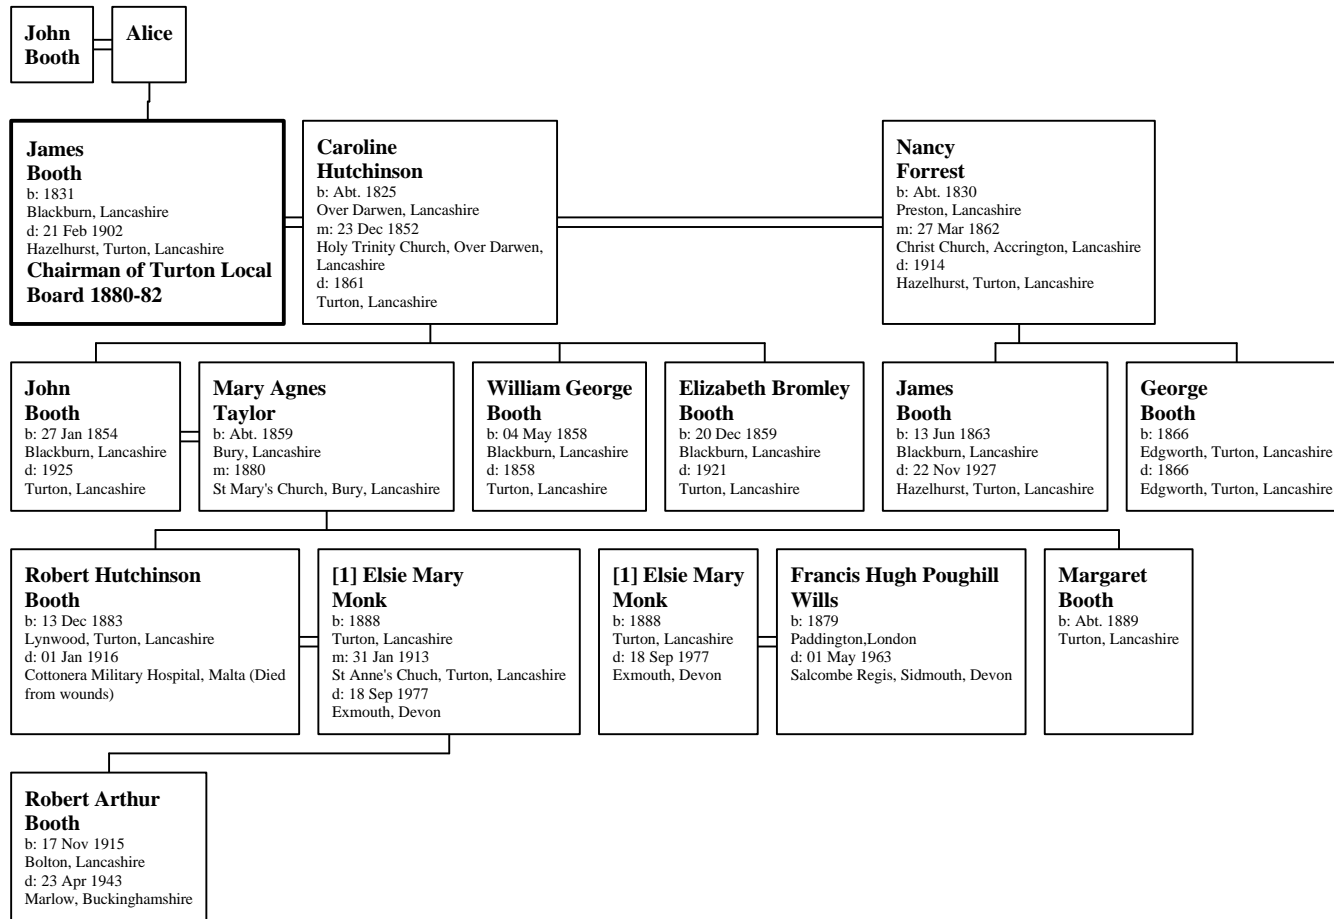 John
Booth
Alice
James
Booth
b: 1831
Blackburn, Lancashire
d: 21 Feb 1902
Hazelhurst, Turton, Lancashire
Chairman of Turton Local
Board 1880-82
Caroline
Hutchinson
b: Abt. 1825
Over Darwen, Lancashire
m: 23 Dec 1852
Holy Trinity Church, Over Darwen,
Lancashire
d: 1861
Turton, Lancashire
Nancy
Forrest
b: Abt. 1830
Preston, Lancashire
m: 27 Mar 1862
Christ Church, Accrington, Lancashire
d: 1914
Hazelhurst, Turton, Lancashire
John
Booth
b: 27 Jan 1854
Blackburn, Lancashire
d: 1925
Turton, Lancashire
Mary Agnes
Taylor
b: Abt. 1859
Bury, Lancashire
m: 1880
St Mary's Church, Bury, Lancashire
William George
Booth
b: 04 May 1858
Blackburn, Lancashire
d: 1858
Turton, Lancashire
Elizabeth Bromley
Booth
b: 20 Dec 1859
Blackburn, Lancashire
d: 1921
Turton, Lancashire
James
Booth
b: 13 Jun 1863
Blackburn, Lancashire
d: 22 Nov 1927
Hazelhurst, Turton, Lancashire
George
Booth
b: 1866
Edgworth, Turton, Lancashire
d: 1866
Edgworth, Turton, Lancashire
Robert Hutchinson
Booth
b: 13 Dec 1883
Lynwood, Turton, Lancashire
d: 01 Jan 1916
Cottonera Military Hospital, Malta (Died
from wounds)
[1] Elsie Mary
Monk
b: 1888
Turton, Lancashire
m: 31 Jan 1913
St Anne's Chuch, Turton, Lancashire
d: 18 Sep 1977
Exmouth, Devon
[1] Elsie Mary
Monk
b: 1888
Turton, Lancashire
d: 18 Sep 1977
Exmouth, Devon
Francis Hugh Poughill
Wills
b: 1879
Paddington,London
d: 01 May 1963
Salcombe Regis, Sidmouth, Devon
Margaret
Booth
b: Abt. 1889
Turton, Lancashire
Robert Arthur
Booth
b: 17 Nov 1915
Bolton, Lancashire
d: 23 Apr 1943
Marlow, Buckinghamshire